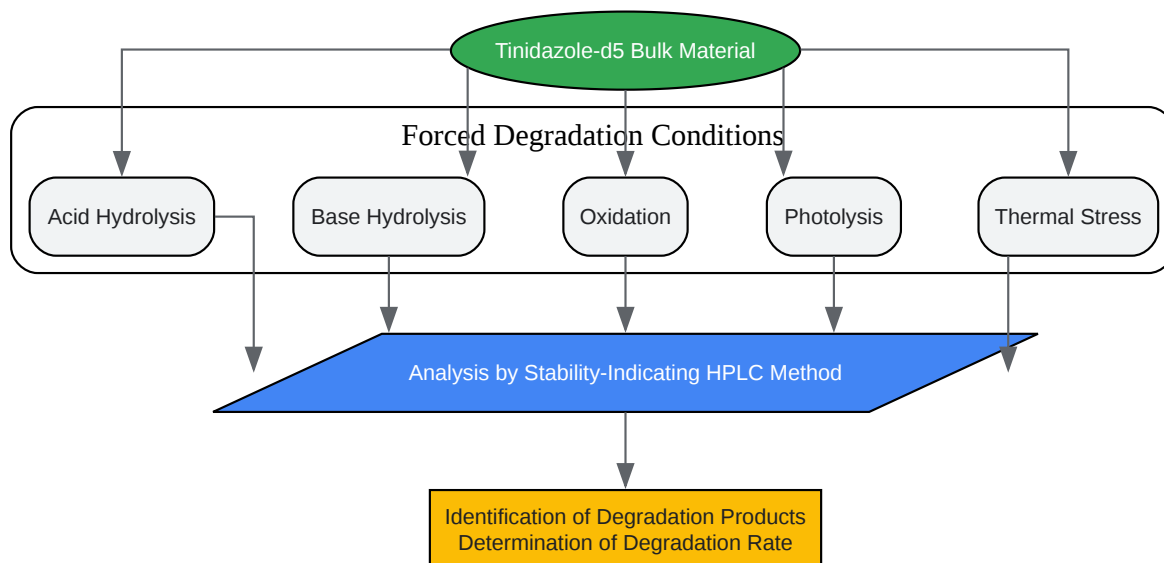 Tinidazole-d5 Bulk Material
Forced Degradation Conditions
Acid Hydrolysis
Base Hydrolysis
Oxidation
Photolysis
Thermal Stress
Analysis by Stability-Indicating HPLC Method
Identification of Degradation Products
Determination of Degradation Rate